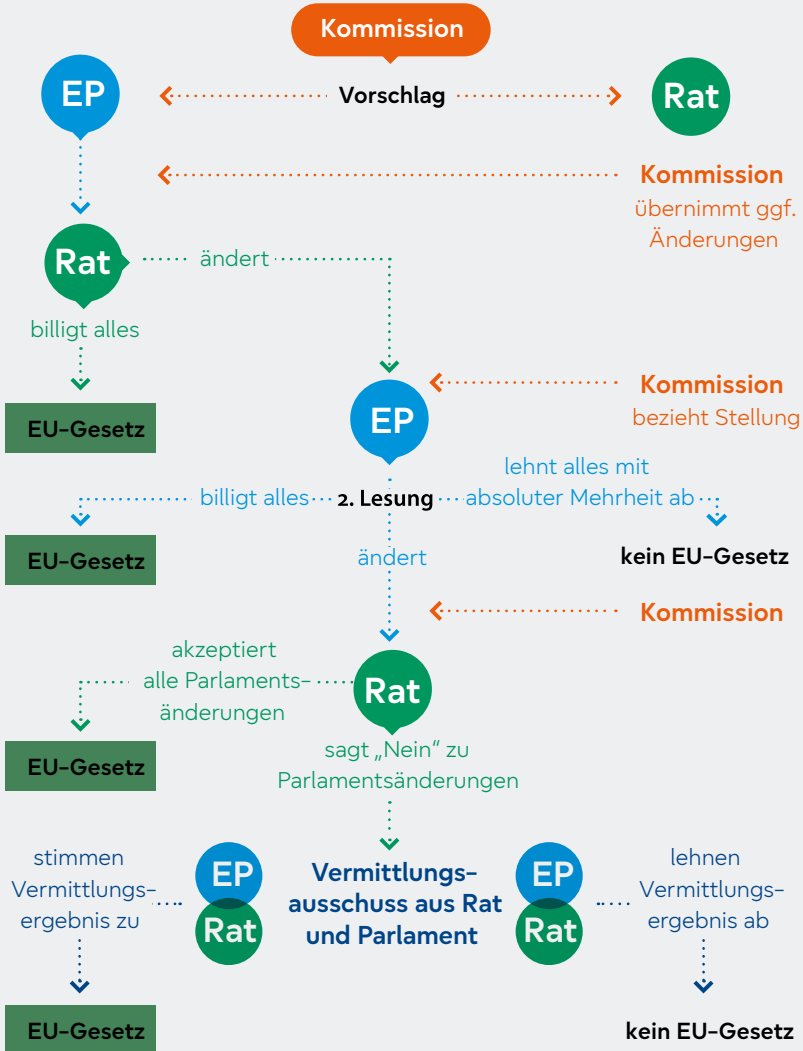 Kommission
EP
Vorschlag
Rat
Kommission
übernimmt ggf.
Änderungen
Rat
ändert
billigt alles
EU-Gesetz
EP
Kommission
bezieht Stellung
billigt alles
2. Lesung
lehnt alles mit
absoluter Mehrheit ab
EU-Gesetz
ändert
kein EU-Gesetz
Kommission
akzeptiert
alle Parlaments-
änderungen
Rat
EU-Gesetz
sagt „Nein“ zu
Parlamentsänderungen
stimmen
Vermittlungs-
ergebnis zu
EP
Rat
Vermittlungs-
ausschuss aus Rat
und Parlament
EP
Rat
lehnen
Vermittlungs-
ergebnis ab
EU-Gesetz
kein EU-Gesetz